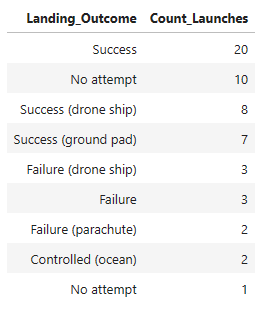 Landing_Outcome Count_Launches
Success 20
No attempt 10
Success (drone ship) 8
Success (ground pad) 7
Failure (drone ship) 3
Failure 3
Failure (parachute) 2
Controlled (ocean) 2
No attempt 1